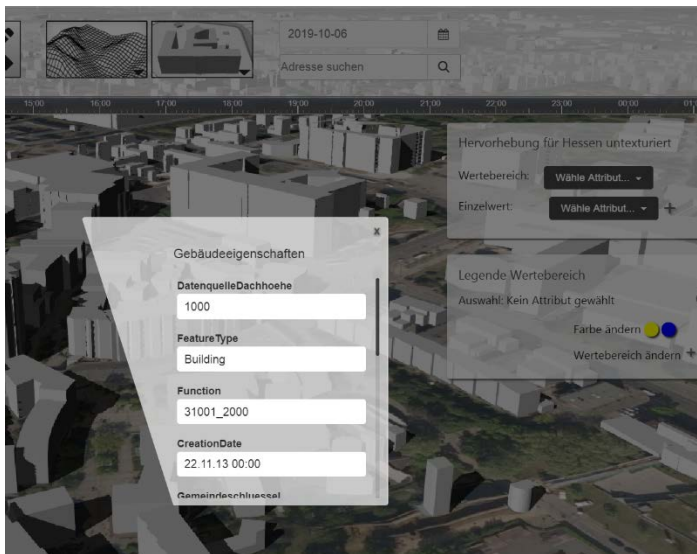 2019-10-06
Adresse suchen
15:00 16:00 17:00 18:00 19:00 20:00 21:00 22:00 23:00 00:00 01:
Hervorhebung für Hessen untexturiert
Wertebereich: Wähle Attribut...
Einzelwert: Wähle Attribut... +
x
Gebäudeeigenschaften
DatenquelleDachhoehe
1000
FeatureType
Building
Function
31001_2000
CreationDate
22.11.13 00:00
Gemeindeschluessel
Legende Wertebereich
Auswahl: Kein Attribut gewählt
Farbe ändern
Wertebereich ändern +